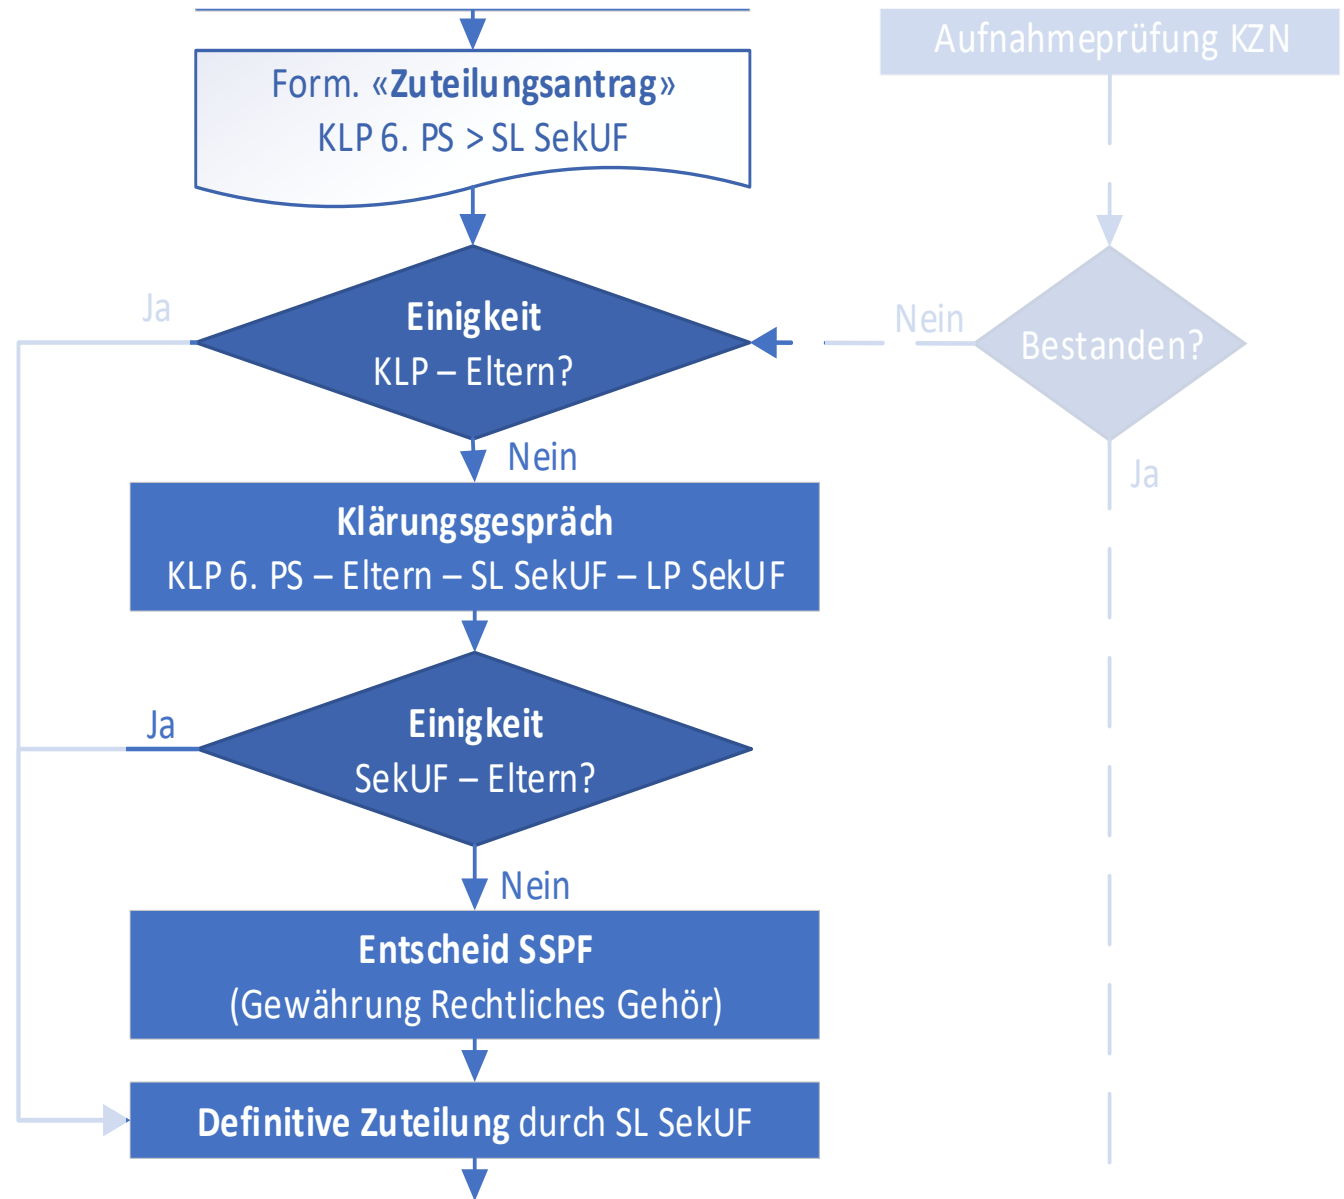 Aufnahmeprüfung KZN
Form. «Zuteilungsantrag»
KLP 6. PS > SL SekUF
Ja
Einigkeit
KLP – Eltern?
Nein
Bestanden?
Nein
Ja
Klärungsgespräch
KLP 6. PS – Eltern – SL SekUF – LP SekUF
Ja
Einigkeit
SekUF – Eltern?
Nein
Entscheid SSPF
(Gewährung Rechtliches Gehör)
Definitive Zuteilung durch SL SekUF